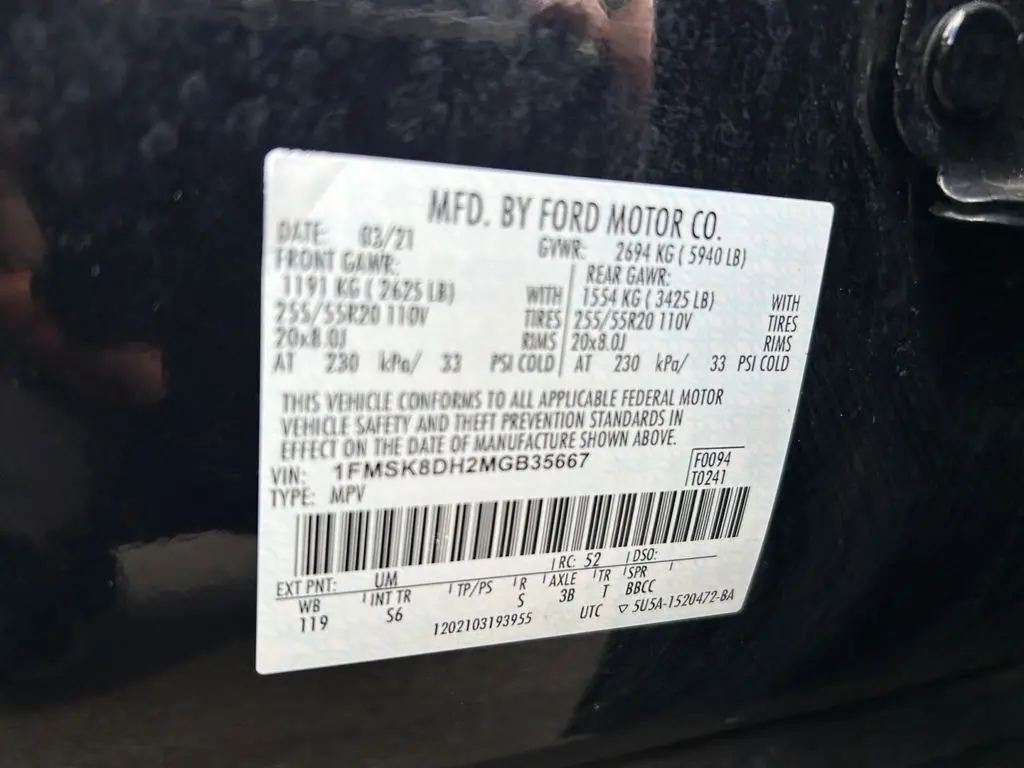 MFD. BY FORD MOTOR CO.
DATE: 03/21 GVWR: 2694 KG ( 5940 LB)
FRONT GAWR: REAR GAWR:
1191 KG ( 2625 LB) WITH 1554 KG ( 3425 LB) WITH
255/55R20 110V TIRES 255/55R20 110V TIRES
20x8.0J RIMS 20x8.0J RIMS
AT 230 kPa/ 33 PSI COLD AT 230 kPa/ 33 PSI COLD
THIS VEHICLE CONFORMS TO ALL APPLICABLE FEDERAL MOTOR
VEHICLE SAFETY AND THEFT PREVENTION STANDARDS IN
EFFECT ON THE DATE OF MANUFACTURE SHOWN ABOVE.
VIN: 1FMSK8DH2MGB35667 F0094
TYPE: MPV T0241
EXT PNT: UM RC: 52 DSO:
WB INT TR TP/PS R AXLE TR SPR
119 S6 S 3B T BBCC
1202103193955 UTC ▽ 5U5A-1520472-BA